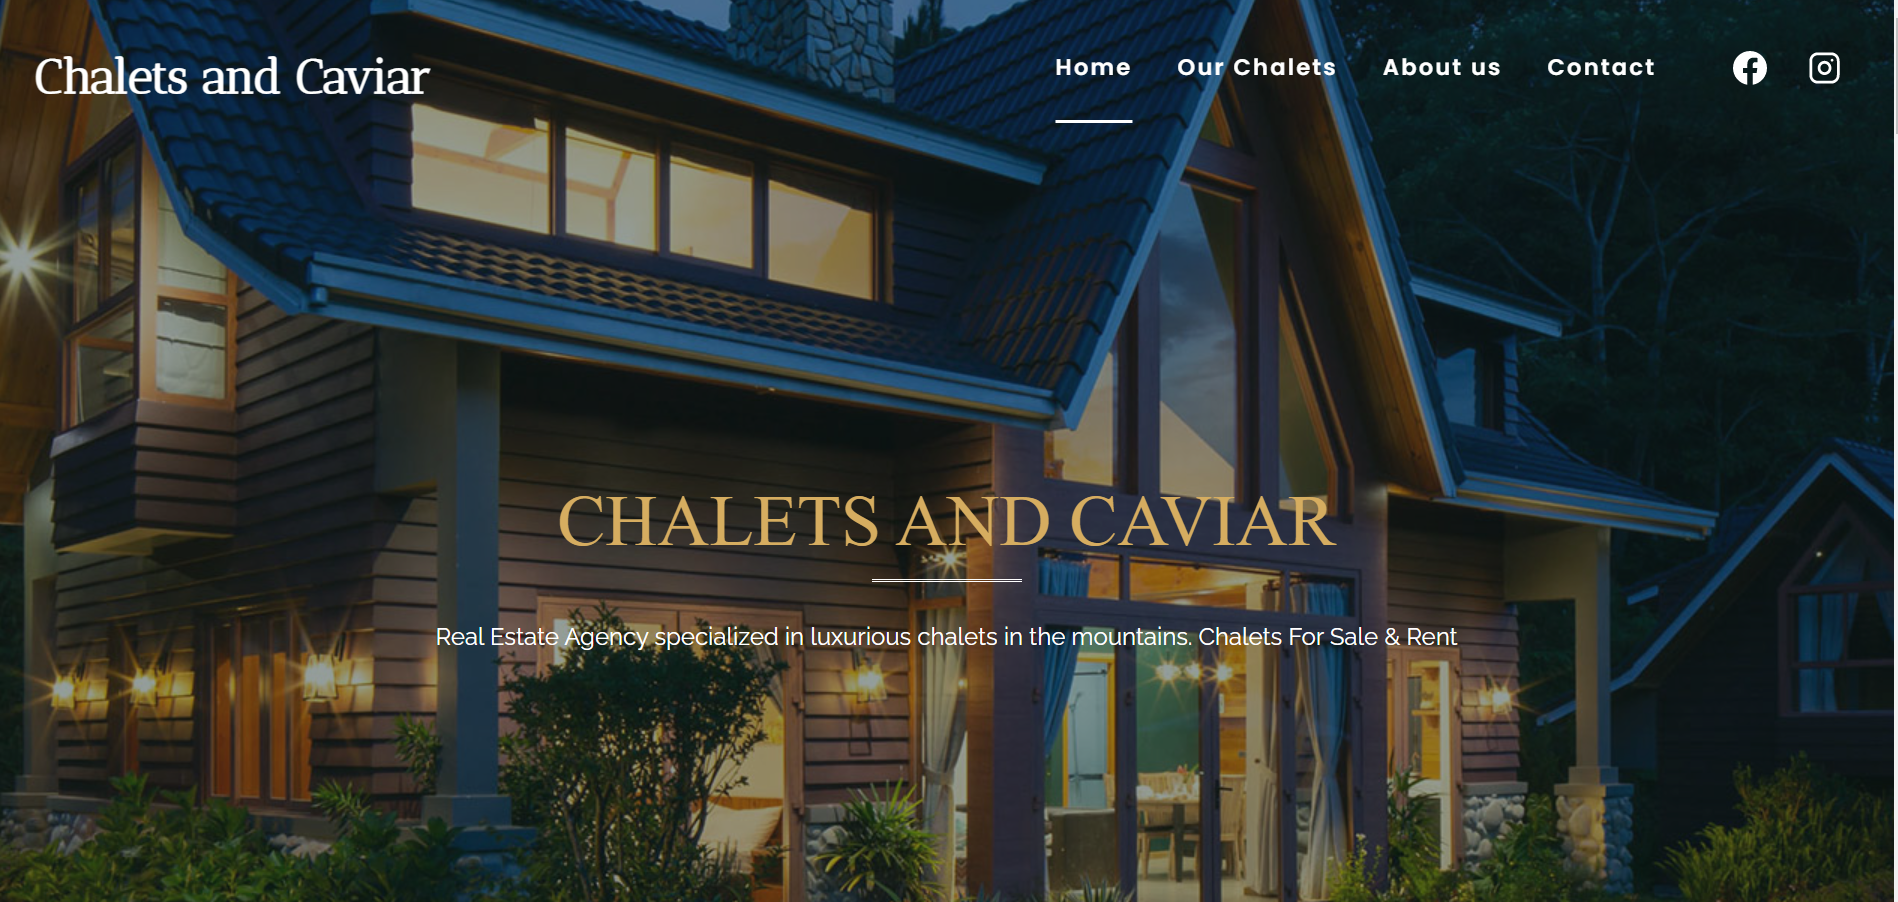 Chalets and Caviar
Home Our Chalets About us Contact
CHALETS AND CAVIAR
Real Estate Agency specialized in luxurious chalets in the mountains. Chalets For Sale & Rent